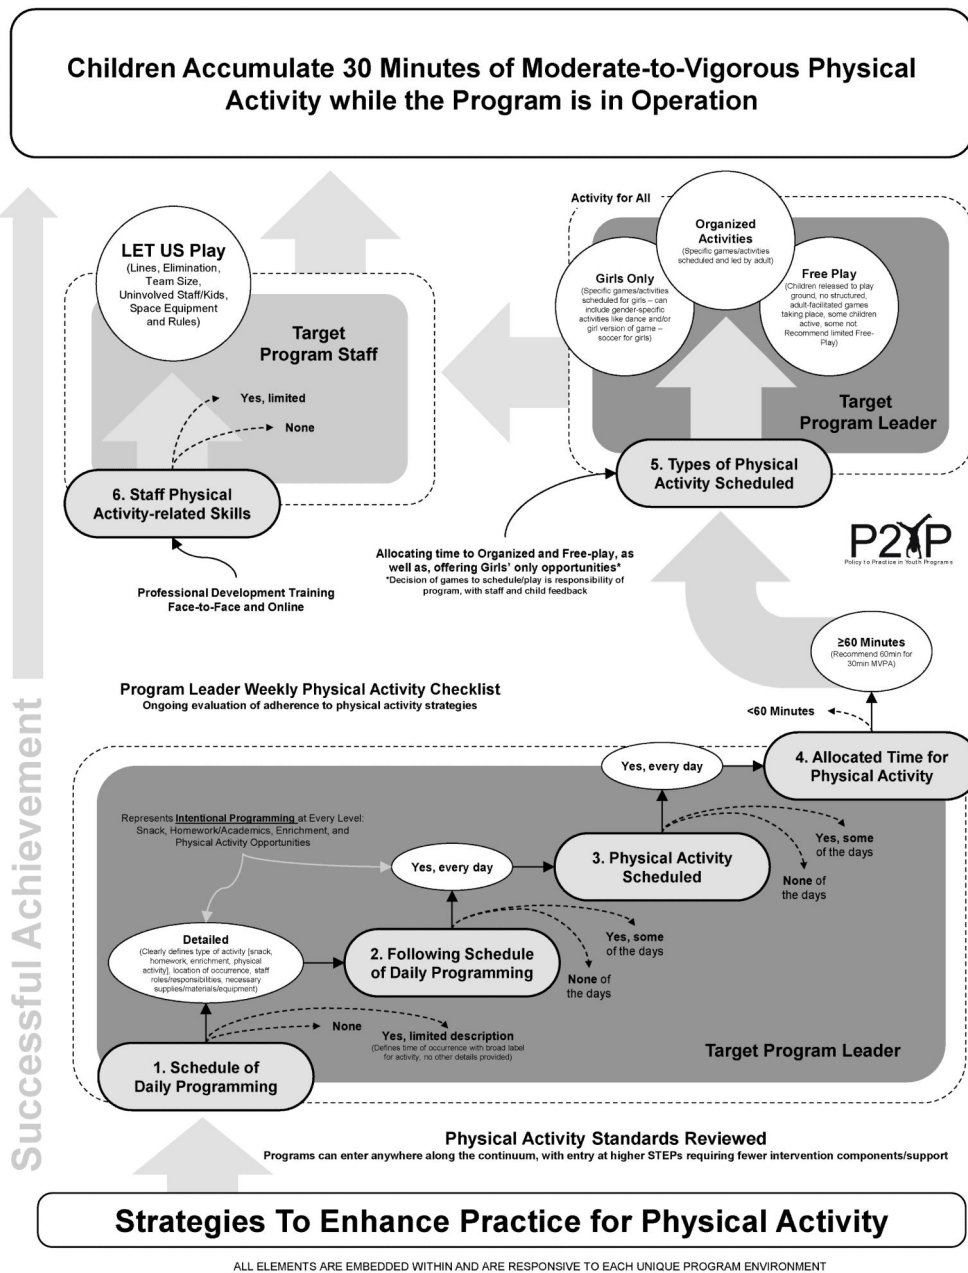 Children Accumulate 30 Minutes of Moderate-to-Vigorous Physical
Activity while the Program is in Operation
LET US Play
(Lines, Elimination,
Team Size,
Uninvolved Staff/Kids,
Space Equipment
and Rules)
Target
Program Staff
Yes, limited
None
6. Staff Physical
Activity-related Skills
Professional Development Training
Face-to-Face and Online
Activity for All
Organized
Activities
(Specific games/activities
scheduled and led by adult)
Girls Only
(Specific games/activities
scheduled for girls – can
include gender-specific
activities like dance and/or
girl version of game –
soccer for girls)
Free Play
(Children released to play
ground, no structured,
adult-facilitated games
taking place, some children
active, some not
Recommend limited Free-
Play)
Target
Program Leader
5. Types of Physical
Activity Scheduled
Allocating time to Organized and Free-play, as
well as, offering Girls' only opportunities*
*Decision of games to schedule/play is responsibility of
program, with staff and child feedback
P2YP
Policy to Practice in Youth Programs
≥60 Minutes
(Recommend 60min for
30min MVPA)
<60 Minutes
4. Allocated Time for
Physical Activity
Program Leader Weekly Physical Activity Checklist
Ongoing evaluation of adherence to physical activity strategies
Yes, every day
Represents Intentional Programming at Every Level:
Snack, Homework/Academics, Enrichment, and
Physical Activity Opportunities
Yes, some
of the days
None of
the days
3. Physical Activity
Scheduled
Yes, every day
Detailed
(Clearly defines type of activity [snack,
homework, enrichment, physical
activity], location of occurrence, staff
roles/responsibilities, necessary
supplies/materials/equipment)
2. Following Schedule
of Daily Programming
Yes, some
of the days
None of
the days
None
Yes, limited description
(Defines time of occurrence with broad label
for activity, no other details provided)
1. Schedule of
Daily Programming
Target Program Leader
Successful Achievement
Physical Activity Standards Reviewed
Programs can enter anywhere along the continuum, with entry at higher STEPs requiring fewer intervention components/support
Strategies To Enhance Practice for Physical Activity
ALL ELEMENTS ARE EMBEDDED WITHIN AND ARE RESPONSIVE TO EACH UNIQUE PROGRAM ENVIRONMENT